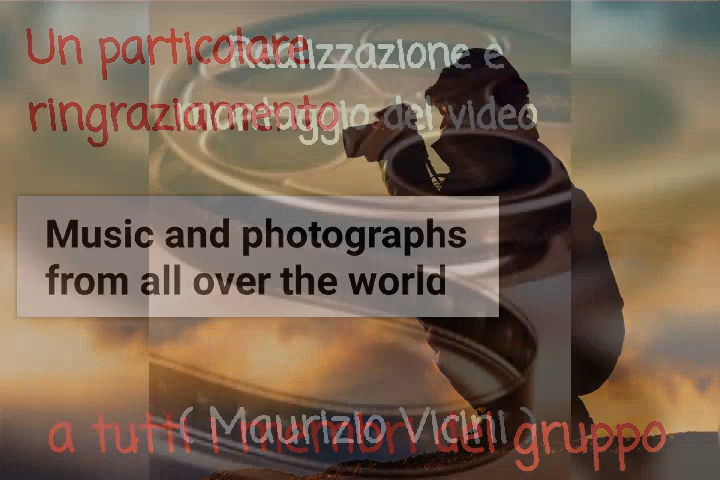 Un particolare
Realizzazione e
ringraziamento
montaggio del video
Music and photographs
from all over the world
( Maurizio Vicini )
a tutti i membri del gruppo